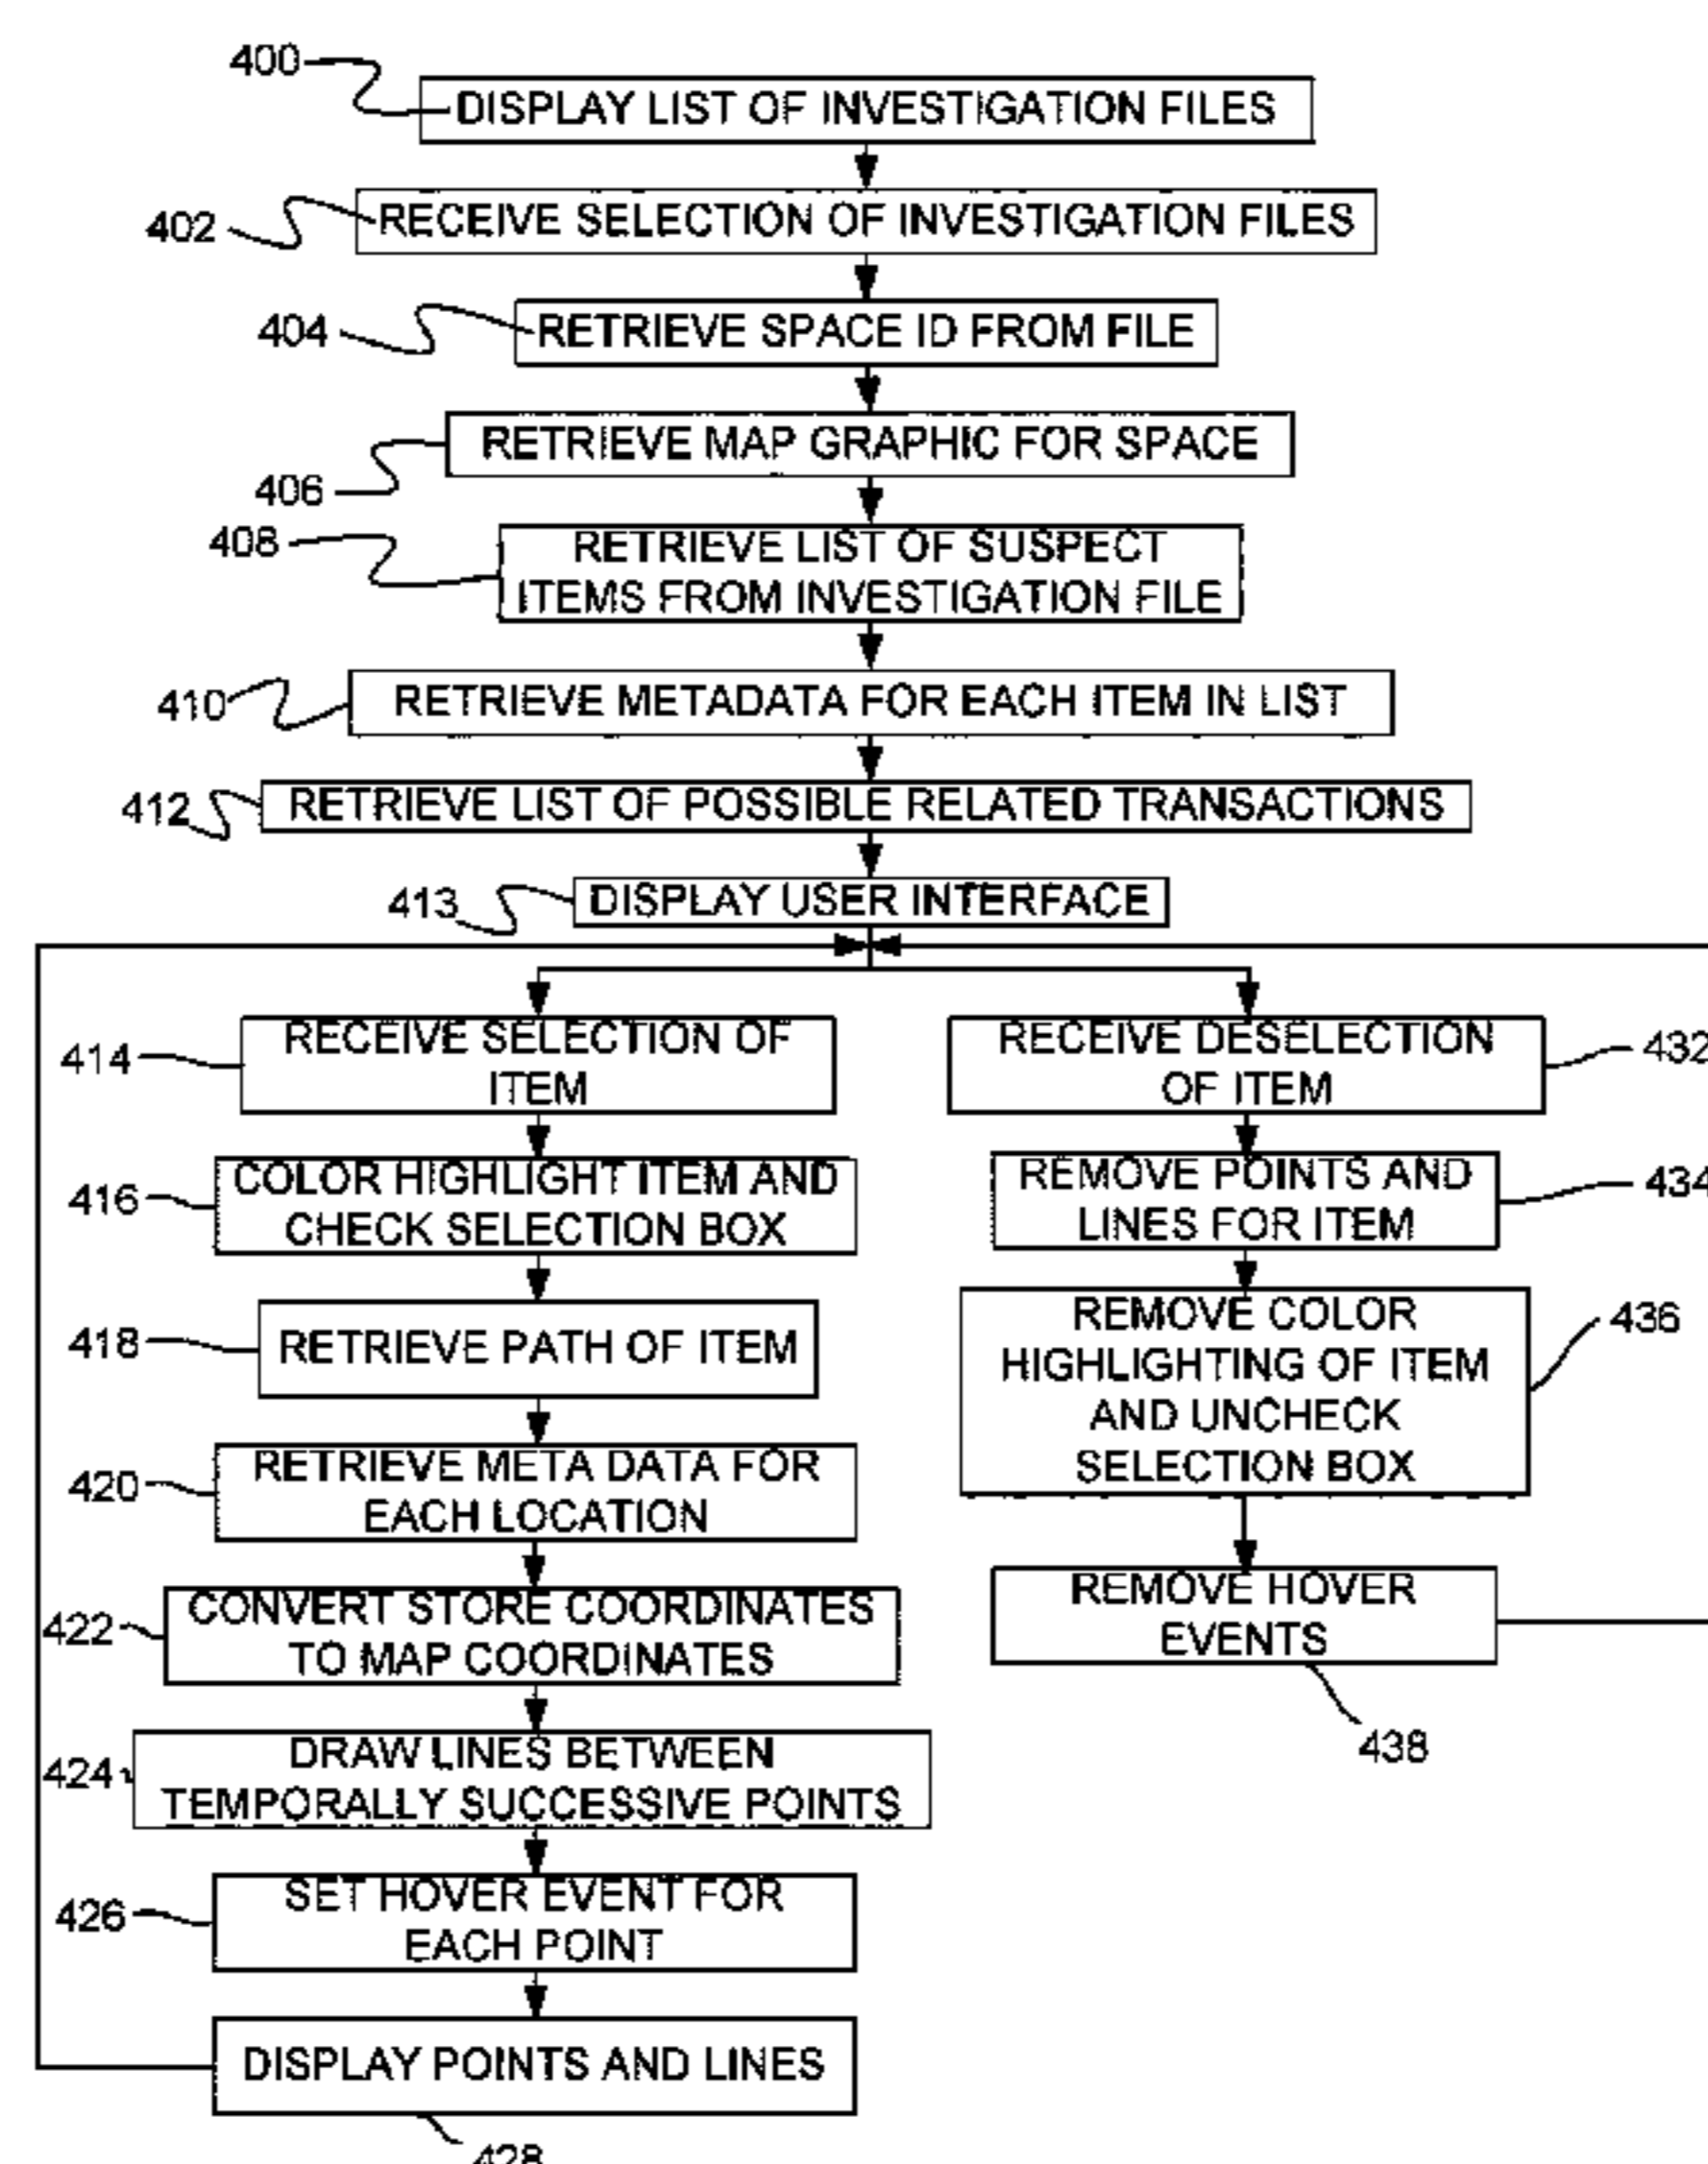 400
DISPLAY LIST OF INVESTIGATION FILES
402
RECEIVE SELECTION OF INVESTIGATION FILES
404
RETRIEVE SPACE ID FROM FILE
406
RETRIEVE MAP GRAPHIC FOR SPACE
408
RETRIEVE LIST OF SUSPECT
ITEMS FROM INVESTIGATION FILE
410
RETRIEVE METADATA FOR EACH ITEM IN LIST
412
RETRIEVE LIST OF POSSIBLE RELATED TRANSACTIONS
413
DISPLAY USER INTERFACE
414
RECEIVE SELECTION OF
ITEM
416
COLOR HIGHLIGHT ITEM AND
CHECK SELECTION BOX
418
RETRIEVE PATH OF ITEM
420
RETRIEVE META DATA FOR
EACH LOCATION
422
CONVERT STORE COORDINATES
TO MAP COORDINATES
424
DRAW LINES BETWEEN
TEMPORALLY SUCCESSIVE POINTS
426
SET HOVER EVENT FOR
EACH POINT
DISPLAY POINTS AND LINES
428
RECEIVE DESELECTION
OF ITEM
432
REMOVE POINTS AND
LINES FOR ITEM
434
REMOVE COLOR
HIGHLIGHTING OF ITEM
AND UNCHECK
SELECTION BOX
436
REMOVE HOVER
EVENTS
438